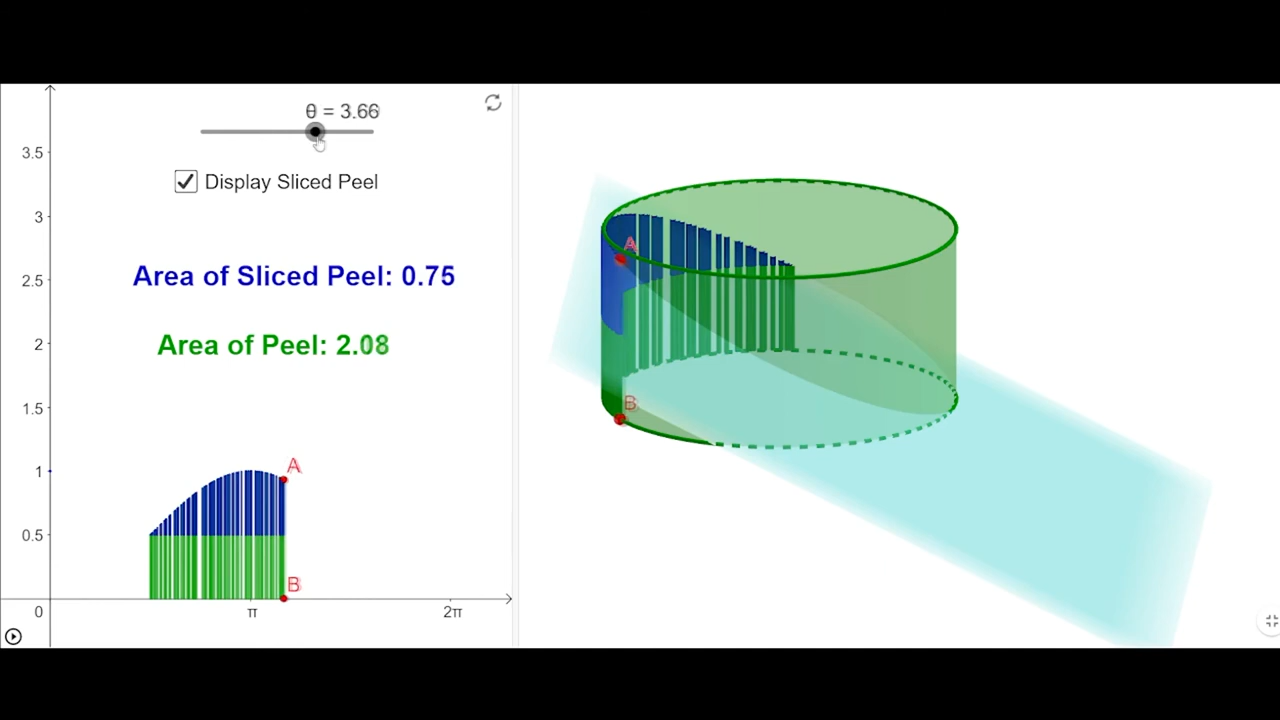 θ = 3.66
Display Sliced Peel
Area of Sliced Peel: 0.75
Area of Peel: 2.08
3.5
3
2.5
2
1.5
1
0.5
0
π
2π
A
B
A
B